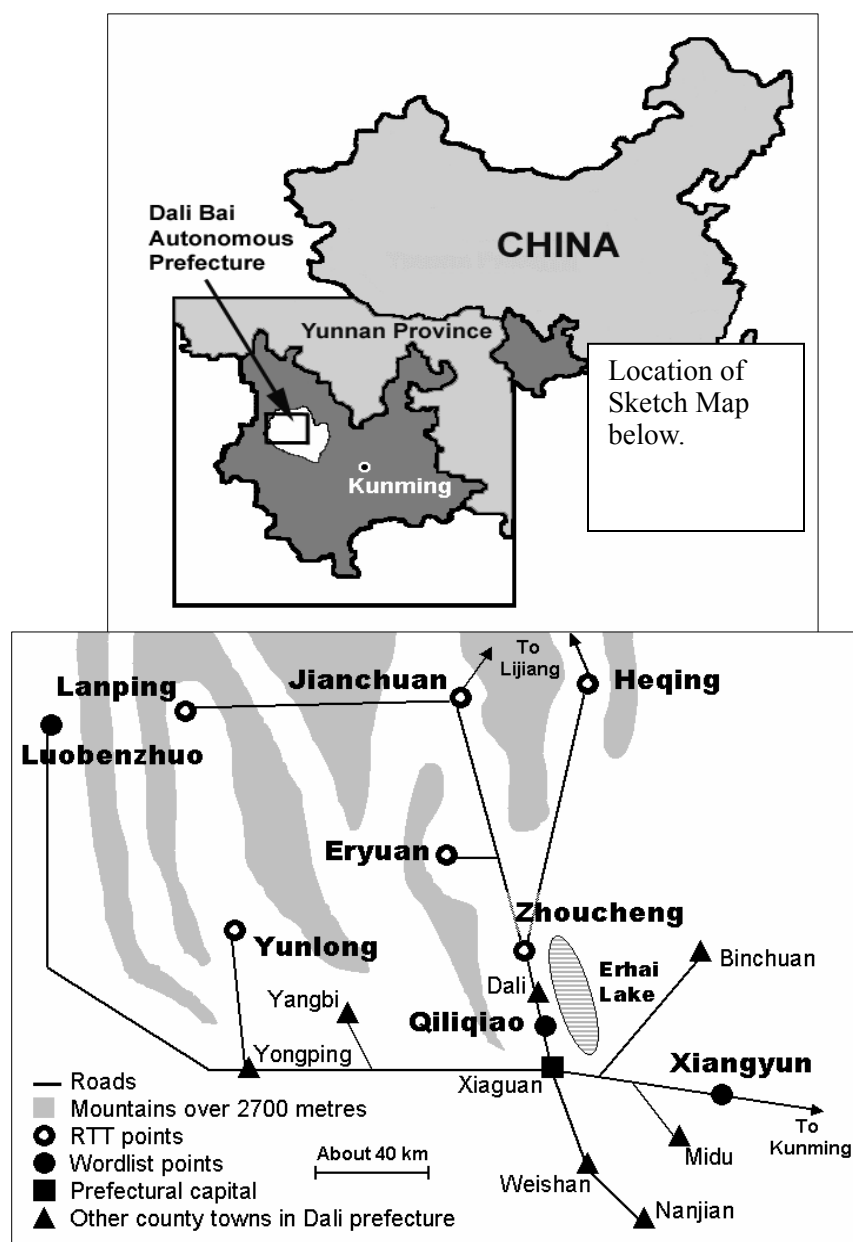 Dali Bai
Autonomous
Prefecture
CHINA
Yunnan Province
Kunming
Location of
Sketch Map
below.
To
Lijiang
Lanping
Jianchuan
Heqing
Luobenzhuo
Eryuan
Zhoucheng
Yunlong
Erhai
Lake
Binchuan
Dali
Yangbi
Qiliqiao
Yongping
Xiaguan
Xiangyun
To
Kunming
Midu
Weishan
Nanjian
Roads
Mountains over 2700 metres
RTT points
Wordlist points
Prefectural capital
Other county towns in Dali prefecture
About 40 km